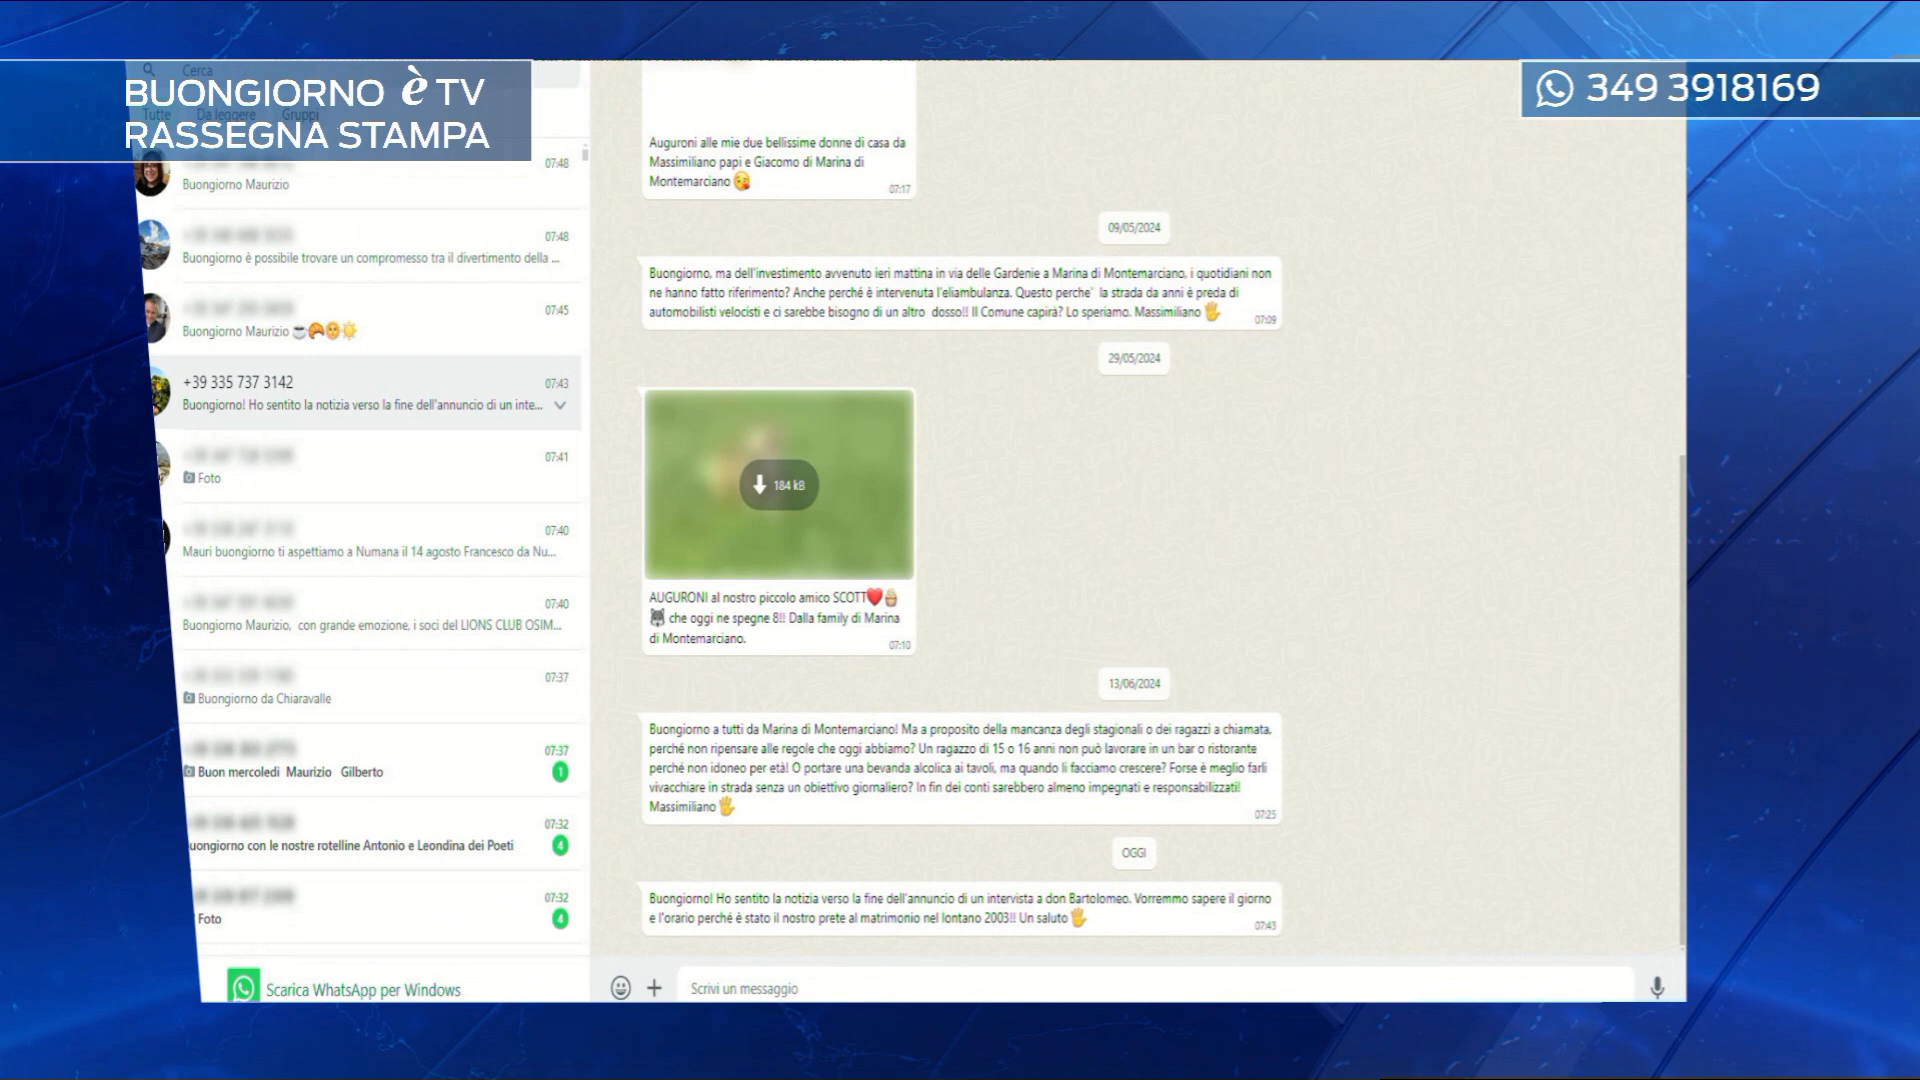 BUONGIORNO è TV
RASSEGNA STAMPA
349 3918169
Cerca
Tutte Da leggere Gruppi
07:48
Buongiorno Maurizio
07:48
Buongiorno è possibile trovare un compromesso tra il divertimento della ...
07:45
Buongiorno Maurizio ☕🥐🥺☀️
+39 335 737 3142 07:43
Buongiorno! Ho sentito la notizia verso la fine dell'annuncio di un inte...
07:41
Foto
07:40
Mauri buongiorno ti aspettiamo a Numana il 14 agosto Francesco da Nu...
07:40
Buongiorno Maurizio, con grande emozione, i soci del LIONS CLUB OSIM...
07:37
Buongiorno da Chiaravalle
07:37
Buon mercoledi Maurizio Gilberto 1
07:32
uongiorno con le nostre rotelline Antonio e Leondina dei Poeti 4
07:32
Foto 4
Scarica WhatsApp per Windows
Auguroni alle mie due bellissime donne di casa da
Massimiliano papi e Giacomo di Marina di
Montemarciano 😘 07:17
09/05/2024
Buongiorno, ma dell'investimento avvenuto ieri mattina in via delle Gardenie a Marina di Montemarciano, i quotidiani non
ne hanno fatto riferimento? Anche perché è intervenuta l'eliambulanza. Questo perche' la strada da anni è preda di
automobilisti velocisti e ci sarebbe bisogno di un altro dosso!! Il Comune capirà? Lo speriamo. Massimiliano 🖐 07:09
29/05/2024
184 kB
AUGURONI al nostro piccolo amico SCOTT❤️🧁
🐺 che oggi ne spegne 8!! Dalla family di Marina
di Montemarciano. 07:10
13/06/2024
Buongiorno a tutti da Marina di Montemarciano! Ma a proposito della mancanza degli stagionali o dei ragazzi a chiamata,
perché non ripensare alle regole che oggi abbiamo? Un ragazzo di 15 o 16 anni non può lavorare in un bar o ristorante
perché non idoneo per età! O portare una bevanda alcolica ai tavoli, ma quando li facciamo crescere? Forse è meglio farli
vivacchiare in strada senza un obiettivo giornaliero? In fin dei conti sarebbero almeno impegnati e responsabilizzati!
Massimiliano 🖐 07:25
OGGI
Buongiorno! Ho sentito la notizia verso la fine dell'annuncio di un intervista a don Bartolomeo. Vorremmo sapere il giorno
e l'orario perché è stato il nostro prete al matrimonio nel lontano 2003!! Un saluto 🖐 07:43
Scrivi un messaggio